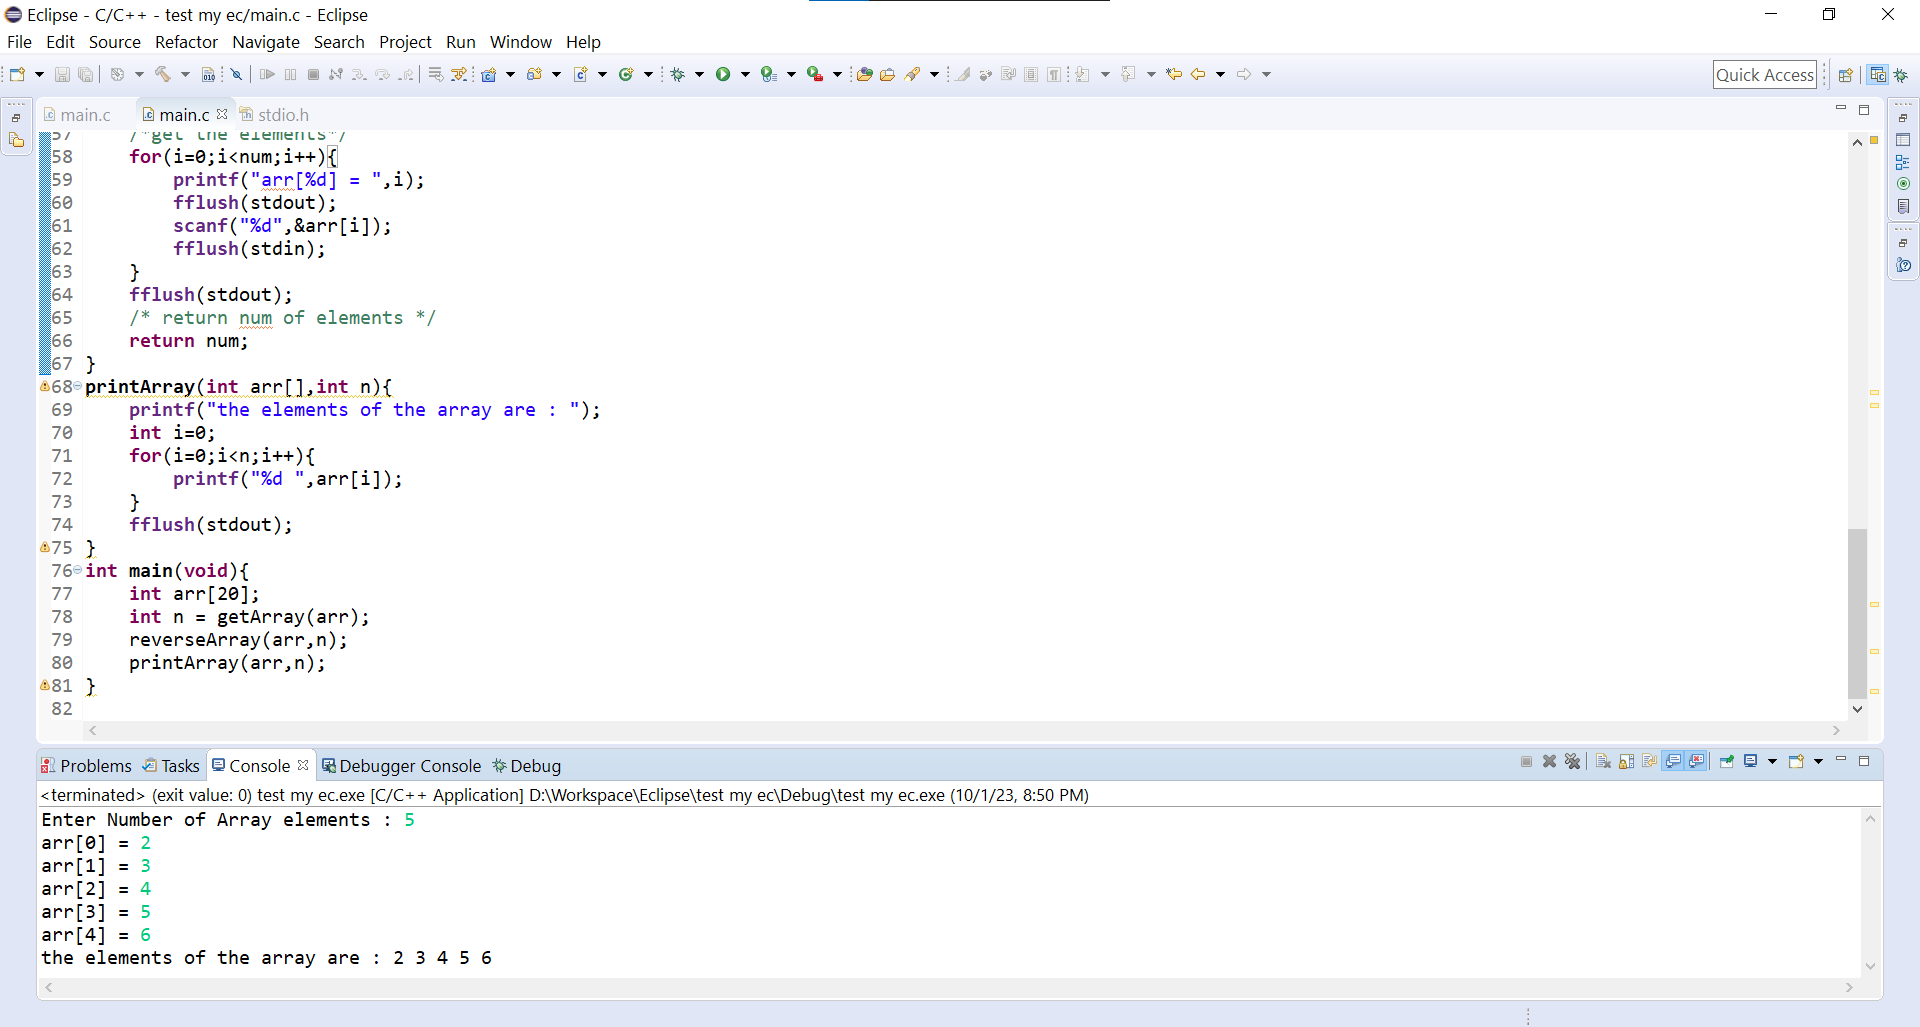 Eclipse - C/C++ - test my ec/main.c - Eclipse
File Edit Source Refactor Navigate Search Project Run Window Help
Quick Access
main.c main.c stdio.h
57     /*get the elements*/
58     for(i=0;i<num;i++){
59         printf("arr[%d] = ",i);
60         fflush(stdout);
61         scanf("%d",&arr[i]);
62         fflush(stdin);
63     }
64     fflush(stdout);
65     /* return num of elements */
66     return num;
67 }
68 printArray(int arr[],int n){
69     printf("the elements of the array are : ");
70     int i=0;
71     for(i=0;i<n;i++){
72         printf("%d ",arr[i]);
73     }
74     fflush(stdout);
75 }
76 int main(void){
77     int arr[20];
78     int n = getArray(arr);
79     reverseArray(arr,n);
80     printArray(arr,n);
81 }
82
Problems Tasks Console Debugger Console Debug
<terminated> (exit value: 0) test my ec.exe [C/C++ Application] D:\Workspace\Eclipse\test my ec\Debug\test my ec.exe (10/1/23, 8:50 PM)
Enter Number of Array elements : 5
arr[0] = 2
arr[1] = 3
arr[2] = 4
arr[3] = 5
arr[4] = 6
the elements of the array are : 2 3 4 5 6